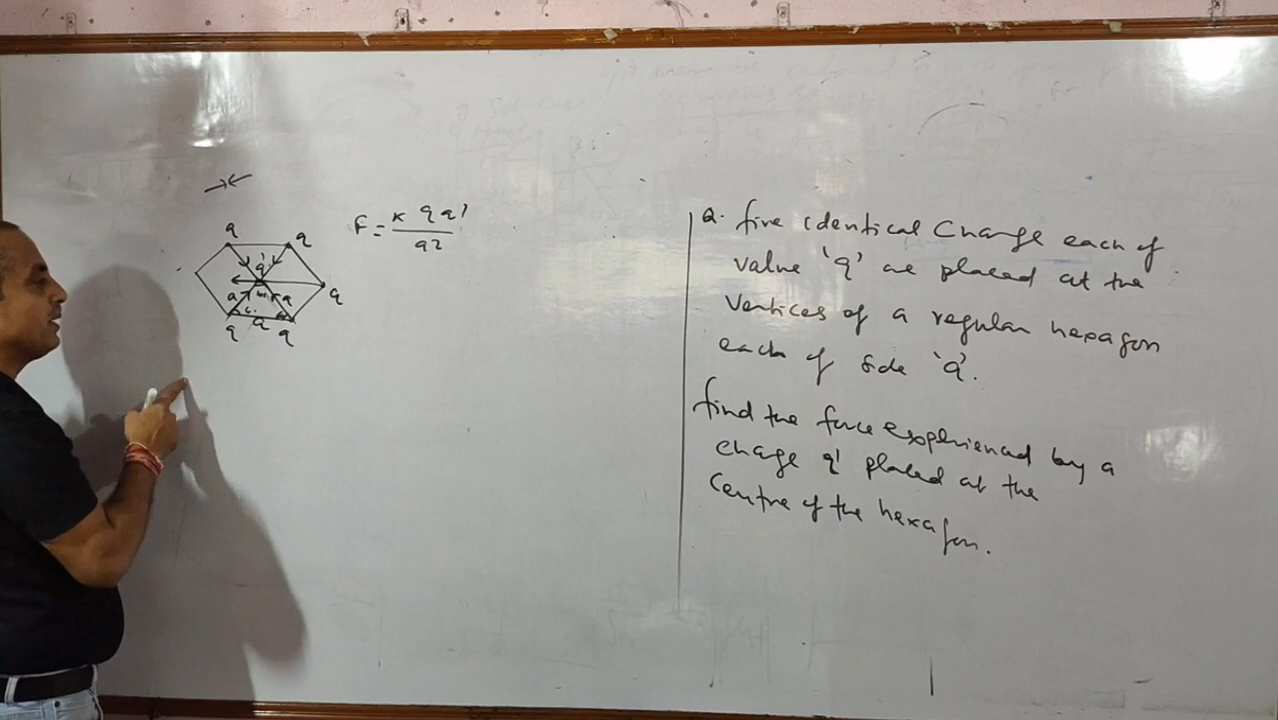 q q
q'
q
a a
a
q q
F = K q q'
a2
Q. five identical Charge each of
value 'q' are placed at the
Vertices of a regular hexagon
each of side 'a'.
find the force experienced by a
charge q' placed at the
Centre of the hexagon.